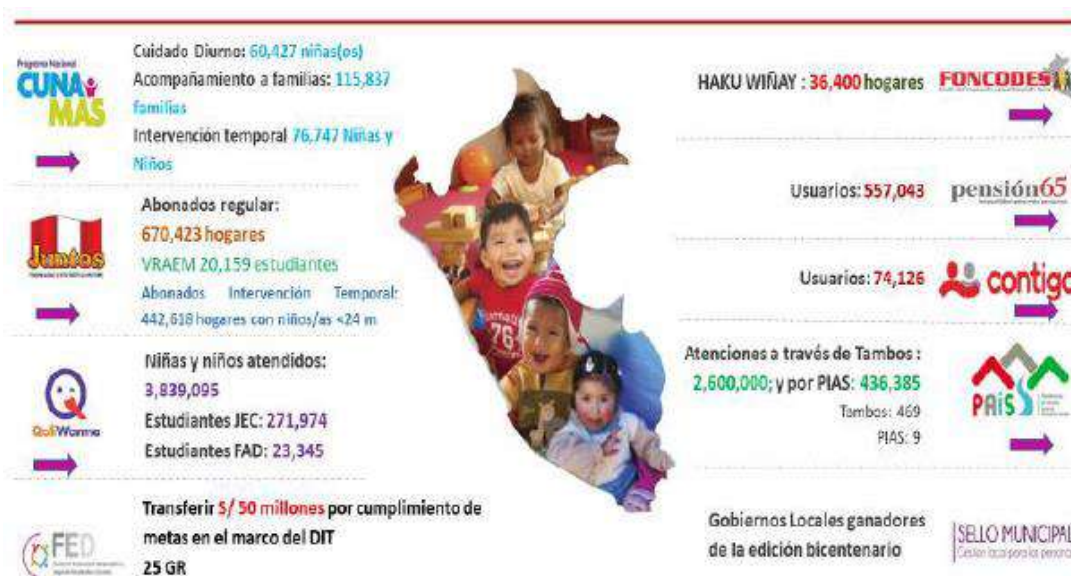 Programa Nacional
CUNA
MÁS
Cuidado Diurno: 60,427 niñas(os)
Acompañamiento a familias: 115,837
familias
Intervención temporal 76,747 Niñas y
Niños
Juntos
Abonados regular:
670,423 hogares
VRAEM 20,159 estudiantes
Abonados Intervención Temporal:
442,618 hogares con niños/as <24 m
QaliWarma
Niñas y niños atendidos:
3,839,095
Estudiantes JEC: 271,974
Estudiantes FAD: 23,345
FED
Transferir S/ 50 millones por cumplimiento de
metas en el marco del DIT
25 GR
76
HAKU WIÑAY : 36,400 hogares
FONCODES
Usuarios: 557,043
pensión65
Usuarios: 74,126
contigo
Atenciones a través de Tambos :
2,600,000; y por PIAS: 436,385
Tambos: 469
PIAS: 9
PAIS
Gobiernos Locales ganadores
de la edición bicentenario
SELLO MUNICIPAL